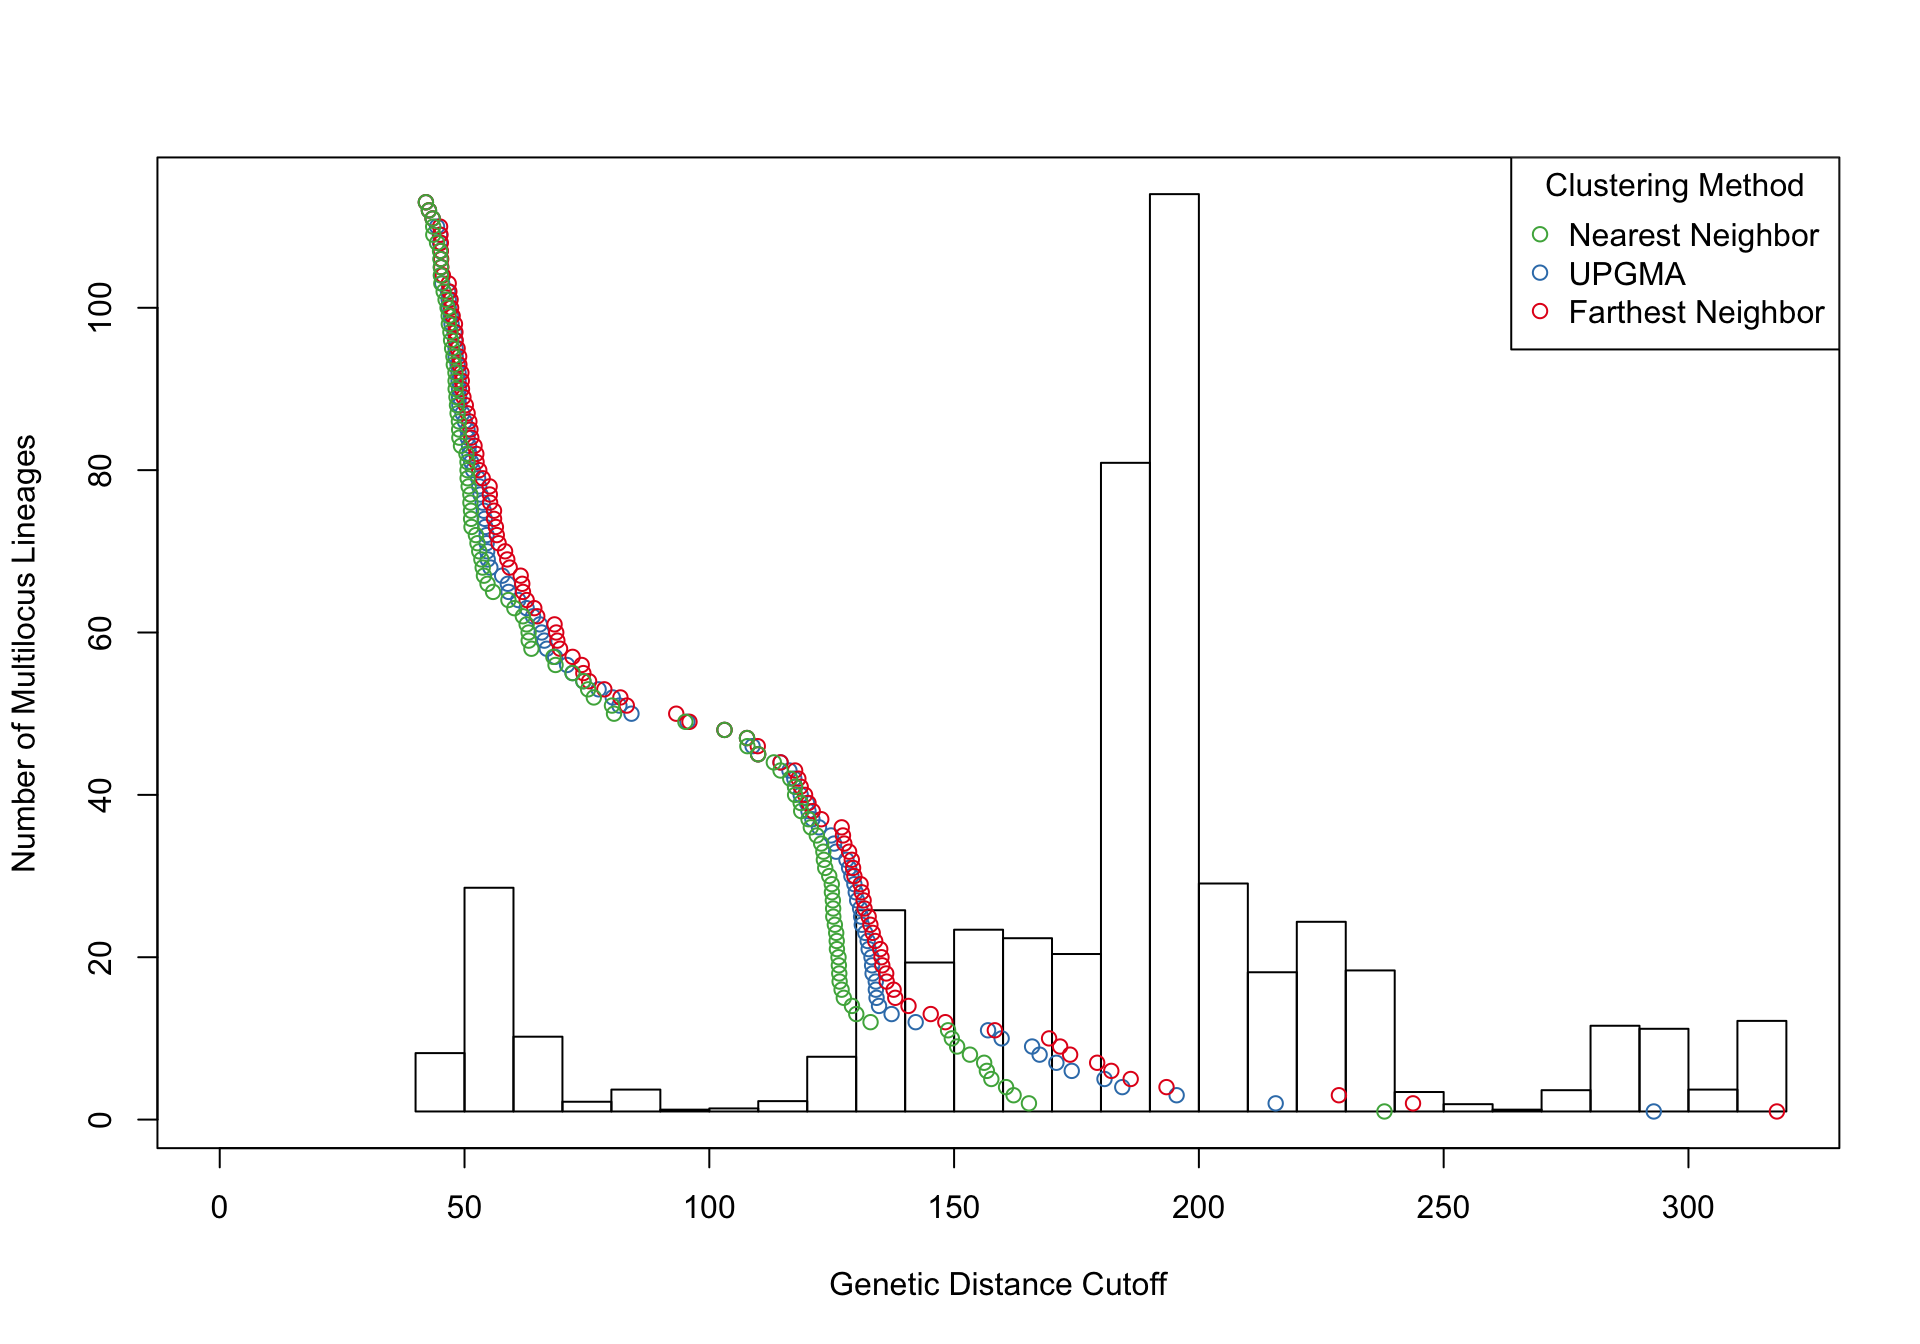 Clustering Method
Nearest Neighbor
UPGMA
Farthest Neighbor
Number of Multilocus Lineages
100
80
60
40
20
0
0 50 100 150 200 250 300
Genetic Distance Cutoff